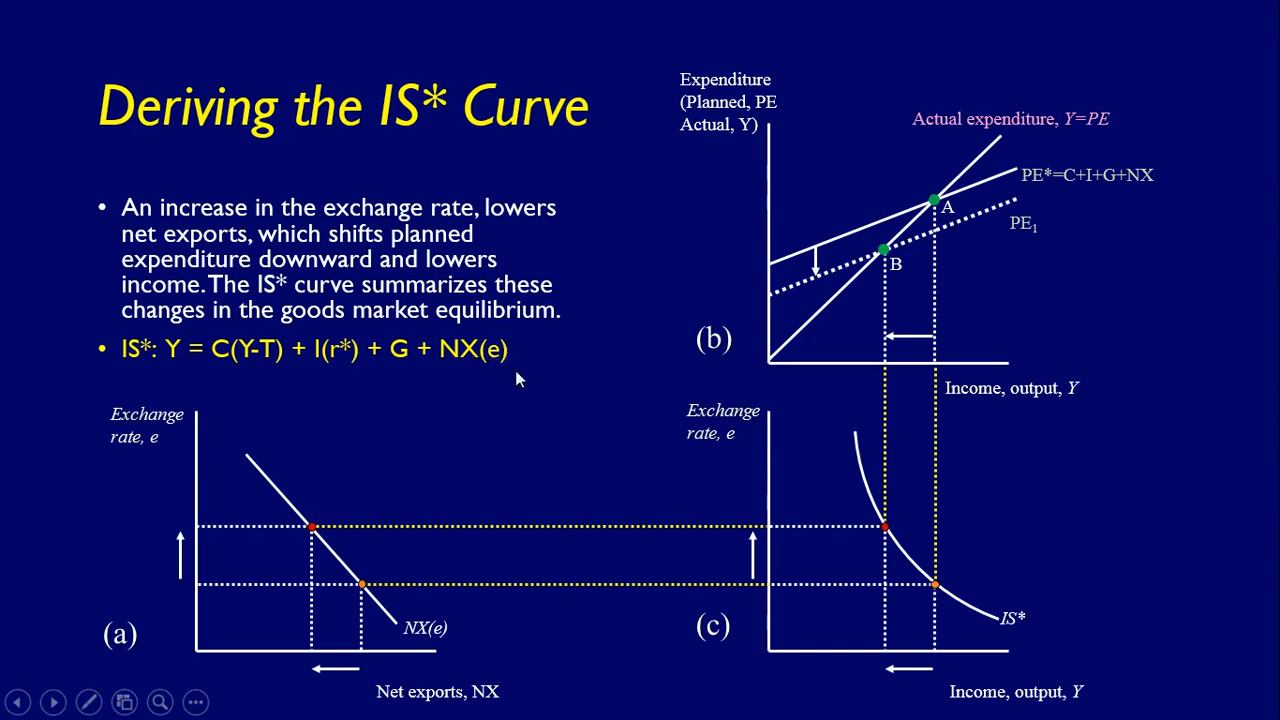 Deriving the IS* Curve
• An increase in the exchange rate, lowers
net exports, which shifts planned
expenditure downward and lowers
income. The IS* curve summarizes these
changes in the goods market equilibrium.
• IS*: Y = C(Y-T) + I(r*) + G + NX(e)
Expenditure
(Planned, PE
Actual, Y)
Actual expenditure, Y=PE
PE*=C+I+G+NX
A
PE₁
B
(b)
Income, output, Y
Exchange
rate, e
NX(e)
(a)
Net exports, NX
Exchange
rate, e
IS*
(c)
Income, output, Y